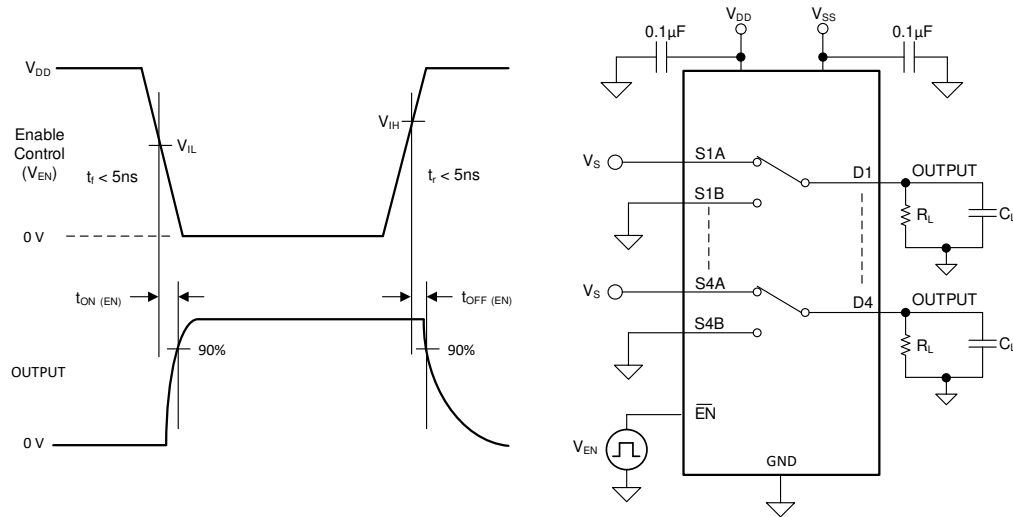 V_DD
Enable
Control
(V_EN)
t_f < 5ns
V_IL
V_IH
t_r < 5ns
0 V
t_ON (EN)
t_OFF (EN)
90%
90%
OUTPUT
0 V
V_DD
V_SS
0.1µF
0.1µF
V_S
S1A
D1
OUTPUT
S1B
R_L
C_L
V_S
S4A
D4
OUTPUT
S4B
R_L
C_L
E̅N̅
V_EN
GND